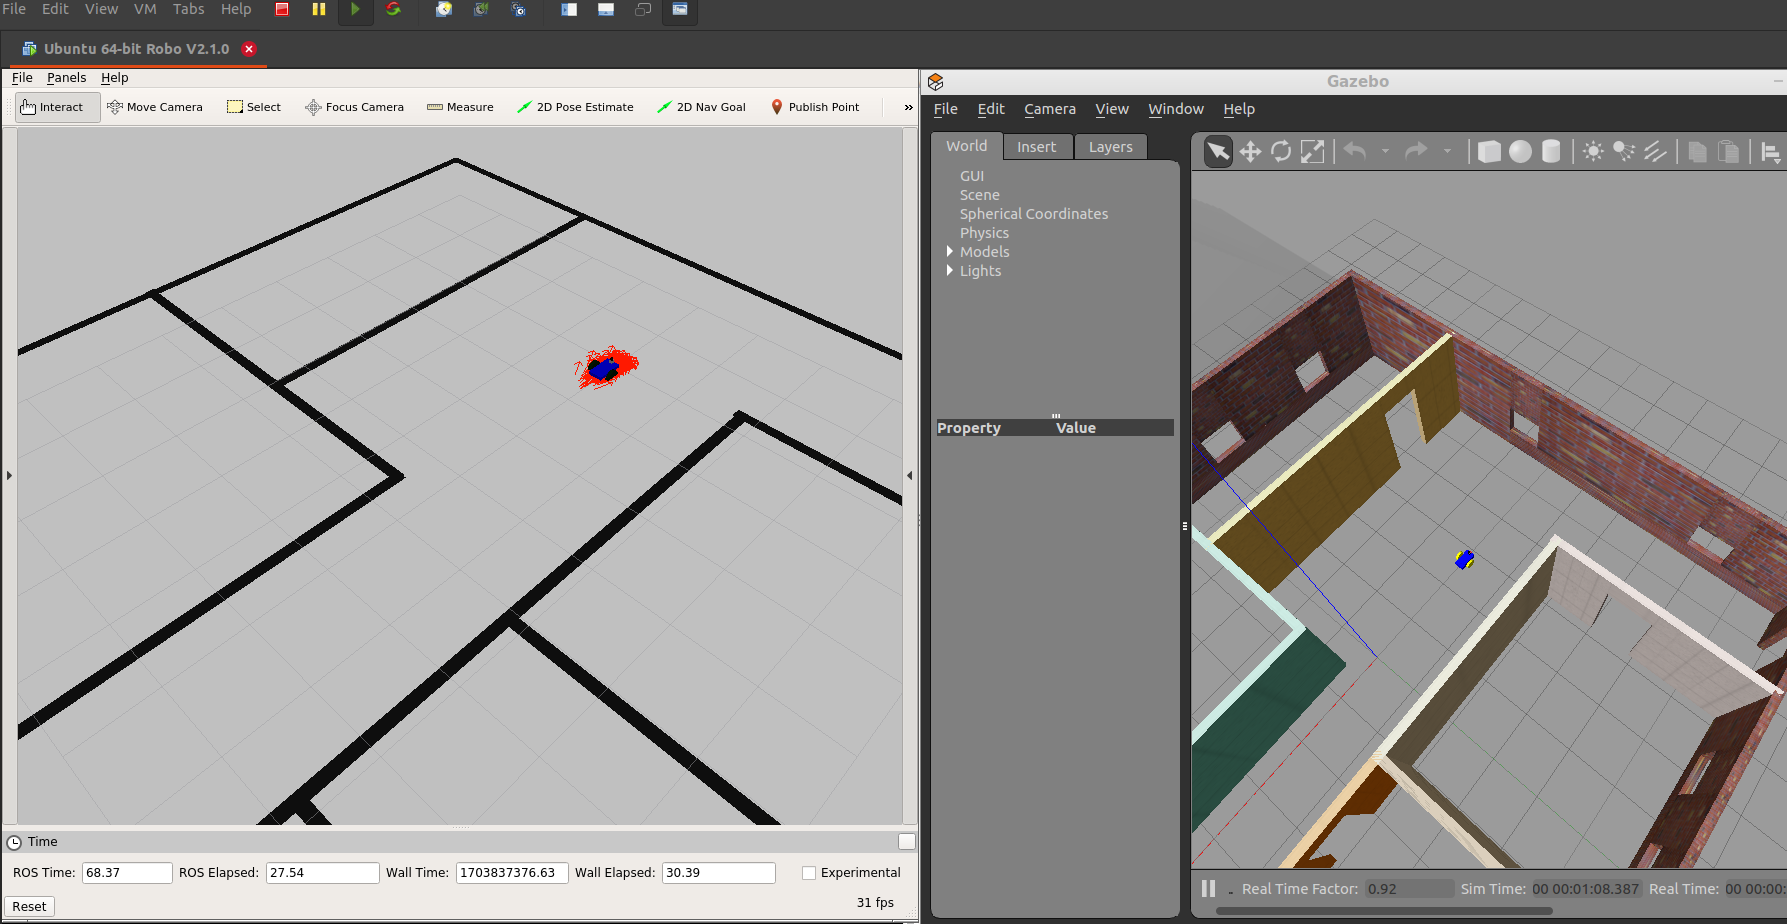 File Edit View VM Tabs Help
Ubuntu 64-bit Robo V2.1.0
File Panels Help
Interact Move Camera Select Focus Camera Measure 2D Pose Estimate 2D Nav Goal Publish Point »
Time
ROS Time: 68.37 ROS Elapsed: 27.54 Wall Time: 1703837376.63 Wall Elapsed: 30.39 Experimental
Reset
31 fps
Gazebo
File Edit Camera View Window Help
World Insert Layers
GUI
Scene
Spherical Coordinates
Physics
Models
Lights
Property Value
Real Time Factor: 0.92 Sim Time: 00 00:01:08.387 Real Time: 00 00:00: